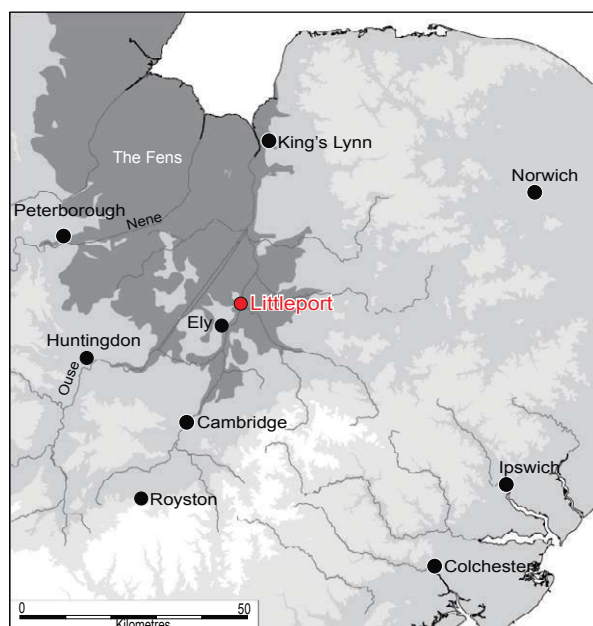 King's Lynn
The Fens
Norwich
Peterborough
Nene
Littleport
Ely
Huntingdon
Ouse
Cambridge
Ipswich
Royston
Colchester
0 50
Kilometres